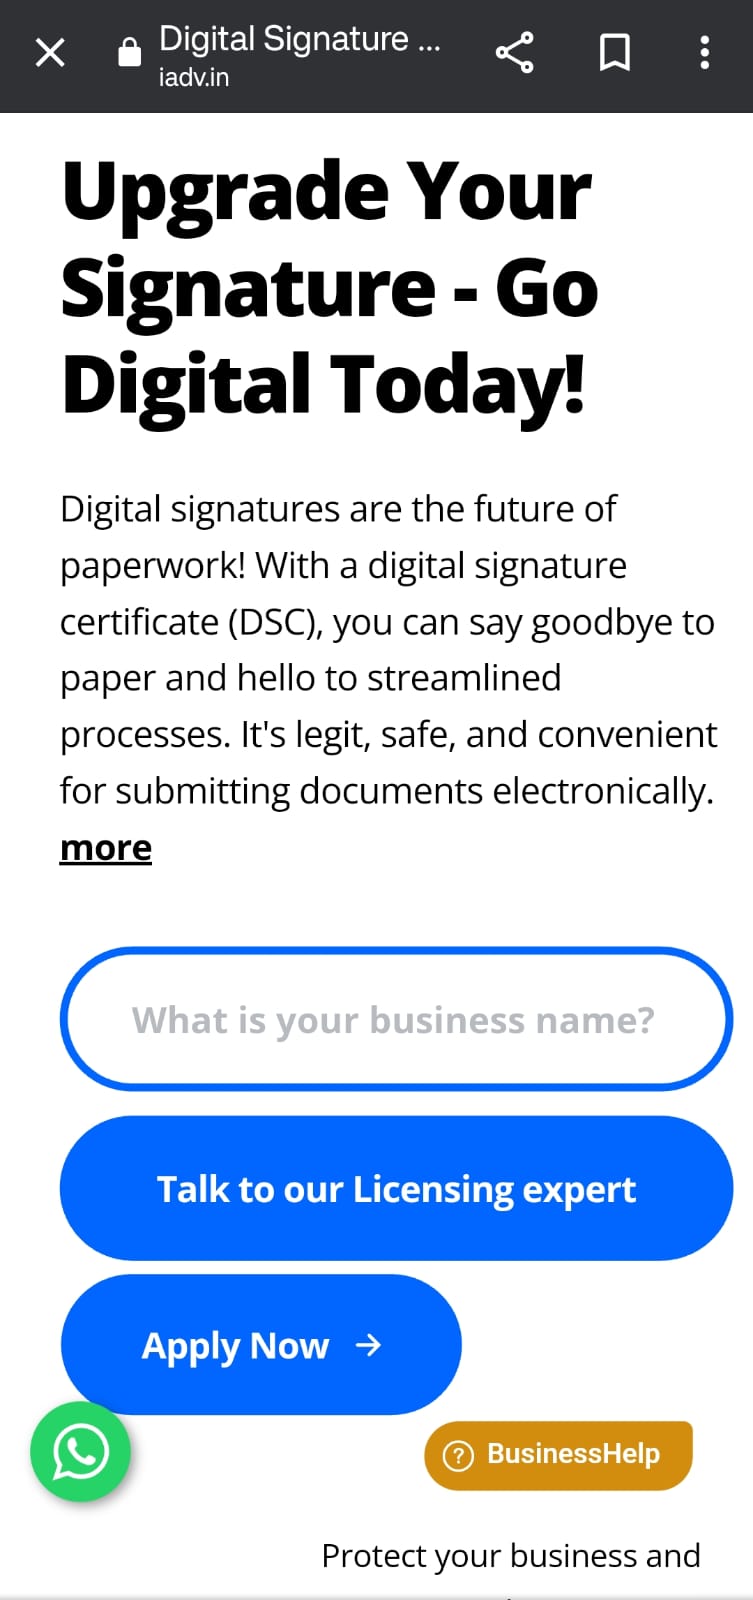 Digital Signature ...
iadv.in
Upgrade Your
Signature - Go
Digital Today!
Digital signatures are the future of
paperwork! With a digital signature
certificate (DSC), you can say goodbye to
paper and hello to streamlined
processes. It's legit, safe, and convenient
for submitting documents electronically.
more
What is your business name?
Talk to our Licensing expert
Apply Now →
? BusinessHelp
Protect your business and